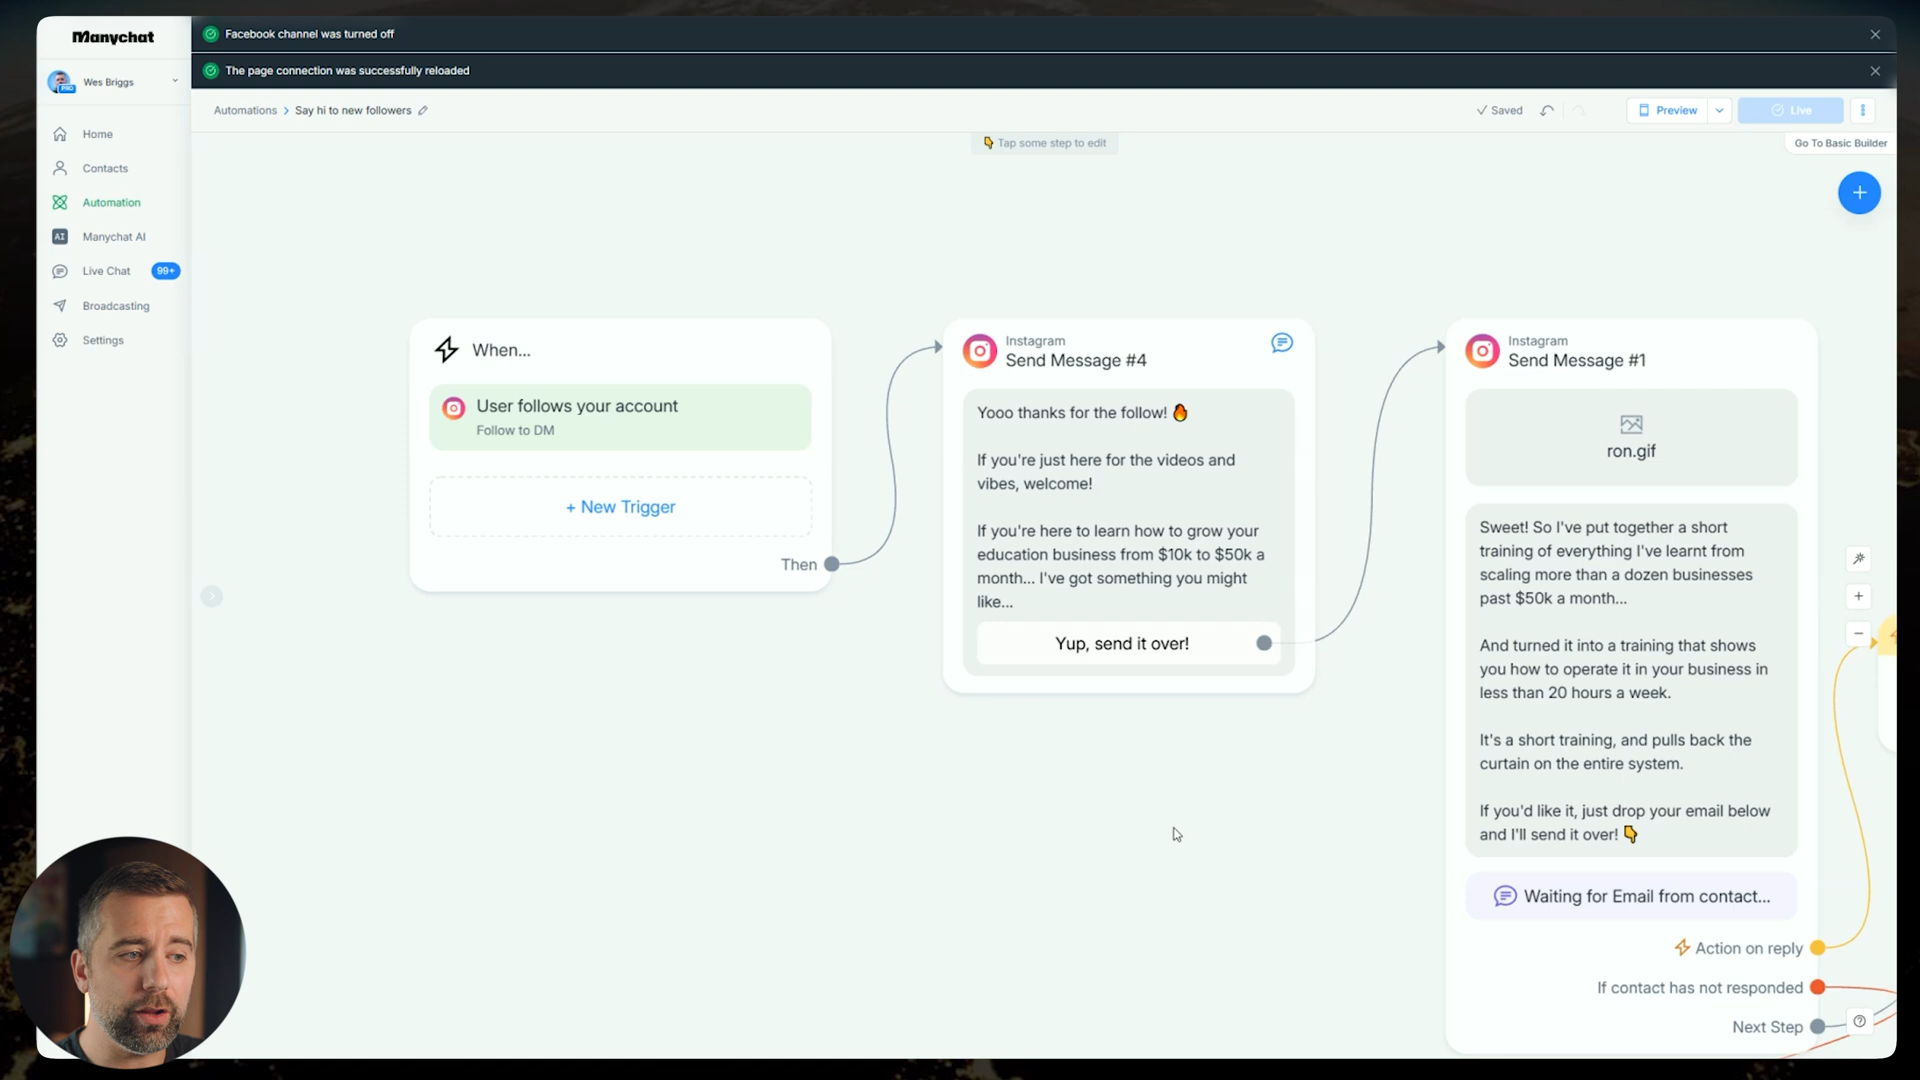 Manychat
Facebook channel was turned off
The page connection was successfully reloaded
Wes Briggs
PRO
Home
Contacts
Automation
AI Manychat AI
Live Chat 99+
Broadcasting
Settings
Automations > Say hi to new followers
Saved
Preview
Live
👇 Tap some step to edit
Go To Basic Builder
When...
User follows your account
Follow to DM
+ New Trigger
Then
Instagram
Send Message #4
Yooo thanks for the follow! 🔥
If you're just here for the videos and
vibes, welcome!
If you're here to learn how to grow your
education business from $10k to $50k a
month... I've got something you might
like...
Yup, send it over!
Instagram
Send Message #1
ron.gif
Sweet! So I've put together a short
training of everything I've learnt from
scaling more than a dozen businesses
past $50k a month...
And turned it into a training that shows
you how to operate it in your business in
less than 20 hours a week.
It's a short training, and pulls back the
curtain on the entire system.
If you'd like it, just drop your email below
and I'll send it over! 👇
Waiting for Email from contact...
Action on reply
If contact has not responded
Next Step